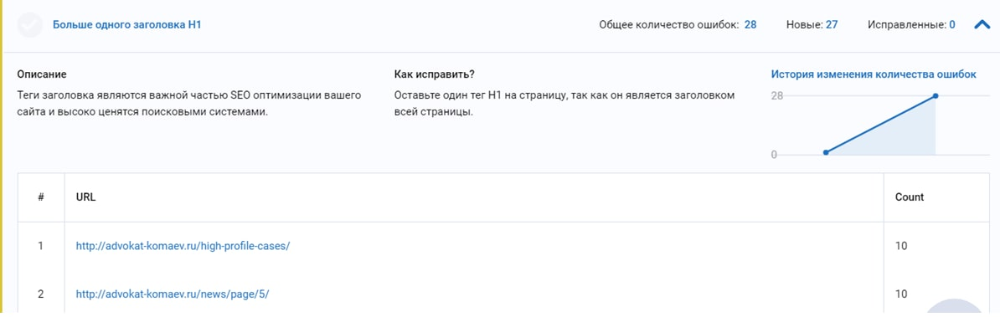 Больше одного заголовка H1
Общее количество ошибок: 28
Новые: 27
Исправленные: 0
Описание
Теги заголовка являются важной частью SEO оптимизации вашего
сайта и высоко ценятся поисковыми системами.
Как исправить?
Оставьте один тег H1 на страницу, так как он является заголовком
всей страницы.
История изменения количества ошибок
28
0
# URL Count
1 http://advokat-komaev.ru/high-profile-cases/ 10
2 http://advokat-komaev.ru/news/page/5/ 10